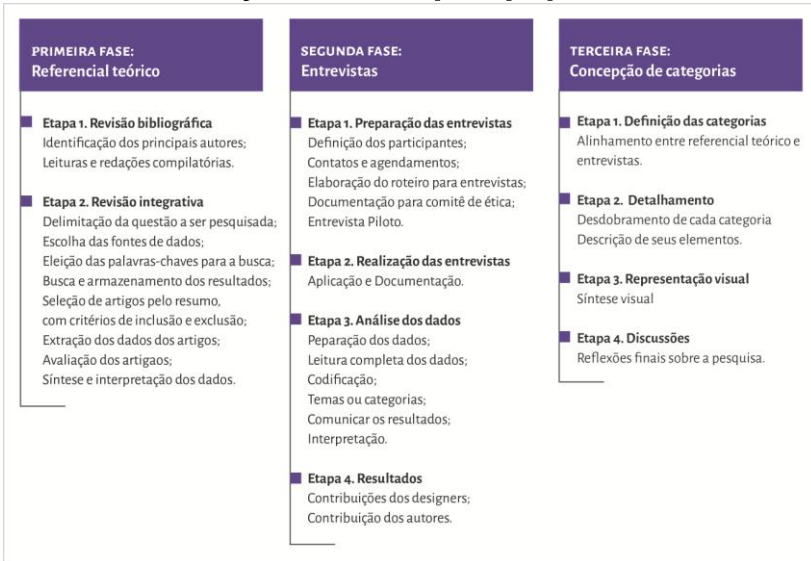 PRIMEIRA FASE:
Referencial teórico
Etapa 1. Revisão bibliográfica
Identificação dos principais autores;
Leituras e redações compilatórias.
Etapa 2. Revisão integrativa
Delimitação da questão a ser pesquisada;
Escolha das fontes de dados;
Eleição das palavras-chaves para a busca;
Busca e armazenamento dos resultados;
Seleção de artigos pelo resumo,
com critérios de inclusão e exclusão;
Extração dos dados dos artigos;
Avaliação dos artigaos;
Síntese e interpretação dos dados.
SEGUNDA FASE:
Entrevistas
Etapa 1. Preparação das entrevistas
Definição dos participantes;
Contatos e agendamentos;
Elaboração do roteiro para entrevistas;
Documentação para comitê de ética;
Entrevista Piloto.
Etapa 2. Realização das entrevistas
Aplicação e Documentação.
Etapa 3. Análise dos dados
Peparação dos dados;
Leitura completa dos dados;
Codificação;
Temas ou categorias;
Comunicar os resultados;
Interpretação.
Etapa 4. Resultados
Contribuições dos designers;
Contribuição dos autores.
TERCEIRA FASE:
Concepção de categorias
Etapa 1. Definição das categorias
Alinhamento entre referencial teórico e
entrevistas.
Etapa 2. Detalhamento
Desdobramento de cada categoria
Descrição de seus elementos.
Etapa 3. Representação visual
Síntese visual
Etapa 4. Discussões
Reflexões finais sobre a pesquisa.